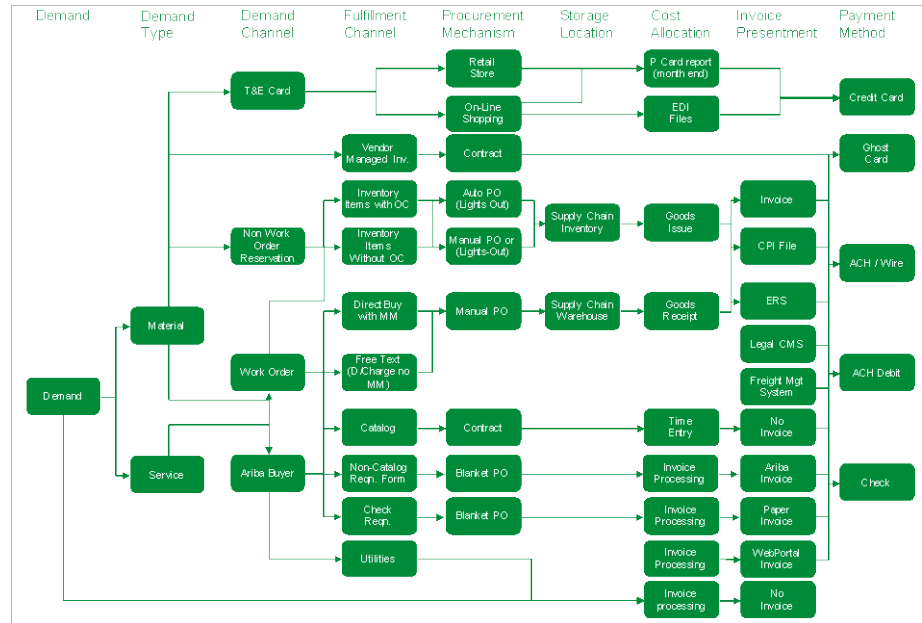 Demand
Demand
Type
Demand
Channel
Fulfillment
Channel
Procurement
Mechanism
Storage
Location
Cost
Allocation
Invoice
Presentment
Payment
Method
T&E Card
Retail
Store
P Card report
(month end)
Credit Card
On-Line
Shopping
EDI
Files
Vendor
Managed Inv.
Contract
Ghost
Card
Inventory
Items with OC
Auto PO
(Lights Out)
Invoice
Supply Chain
Inventory
Goods
Issue
Non Work
Order
Reservation
Inventory
Items
Without OC
Manual PO or
(Lights-Out)
CPI File
ACH / Wire
Direct Buy
with MM
Manual PO
Supply Chain
Warehouse
Goods
Receipt
ERS
Material
Legal CMS
Work Order
Free Text
(D/Charge no
MM)
ACH Debit
Freight Mgt
System
Demand
Catalog
Contract
Time
Entry
No
Invoice
Service
Ariba Buyer
Non-Catalog
Reqn. Form
Blanket PO
Invoice
Processing
Ariba
Invoice
Check
Check
Reqn.
Blanket PO
Invoice
Processing
Paper
Invoice
Utilities
Invoice
Processing
WebPortal
Invoice
Invoice
processing
No
Invoice